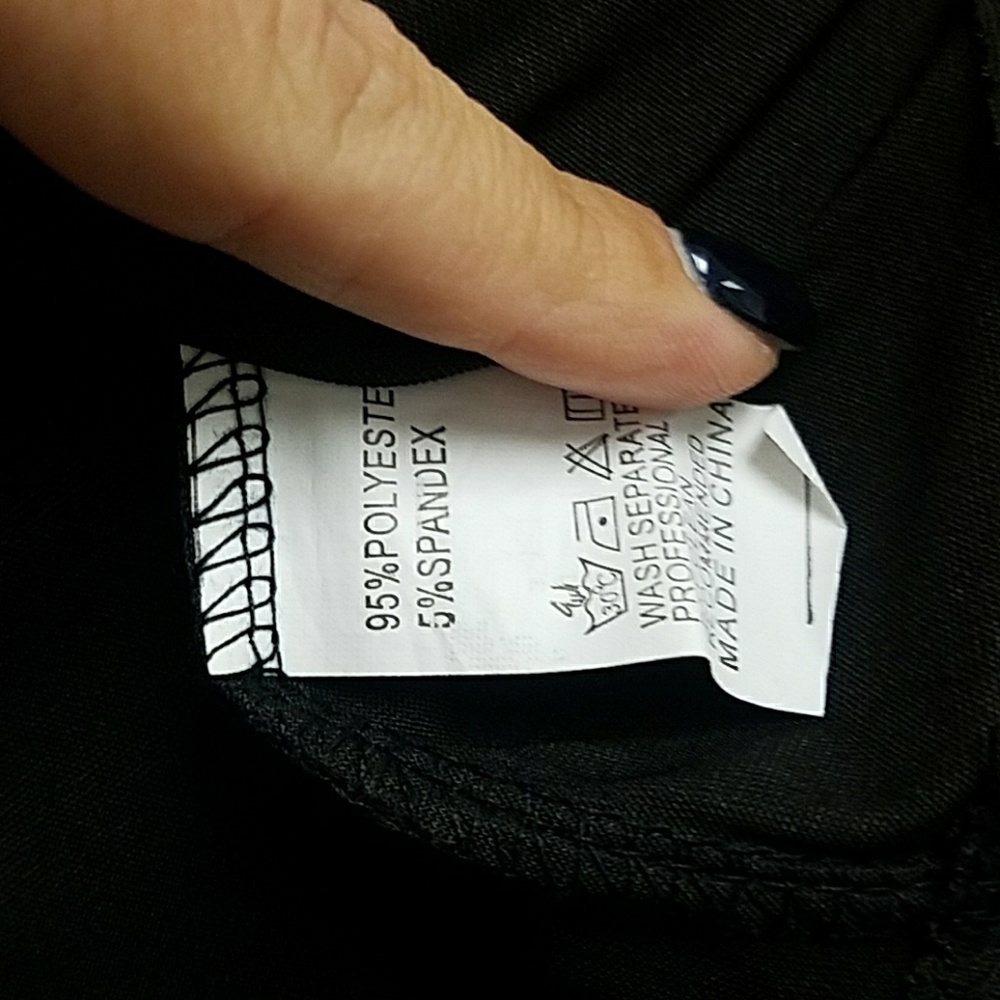 95%POLYESTE
5%SPANDEX
30°C
WASH SEPARATE
PROFESSIONAL
MADE IN CHINA